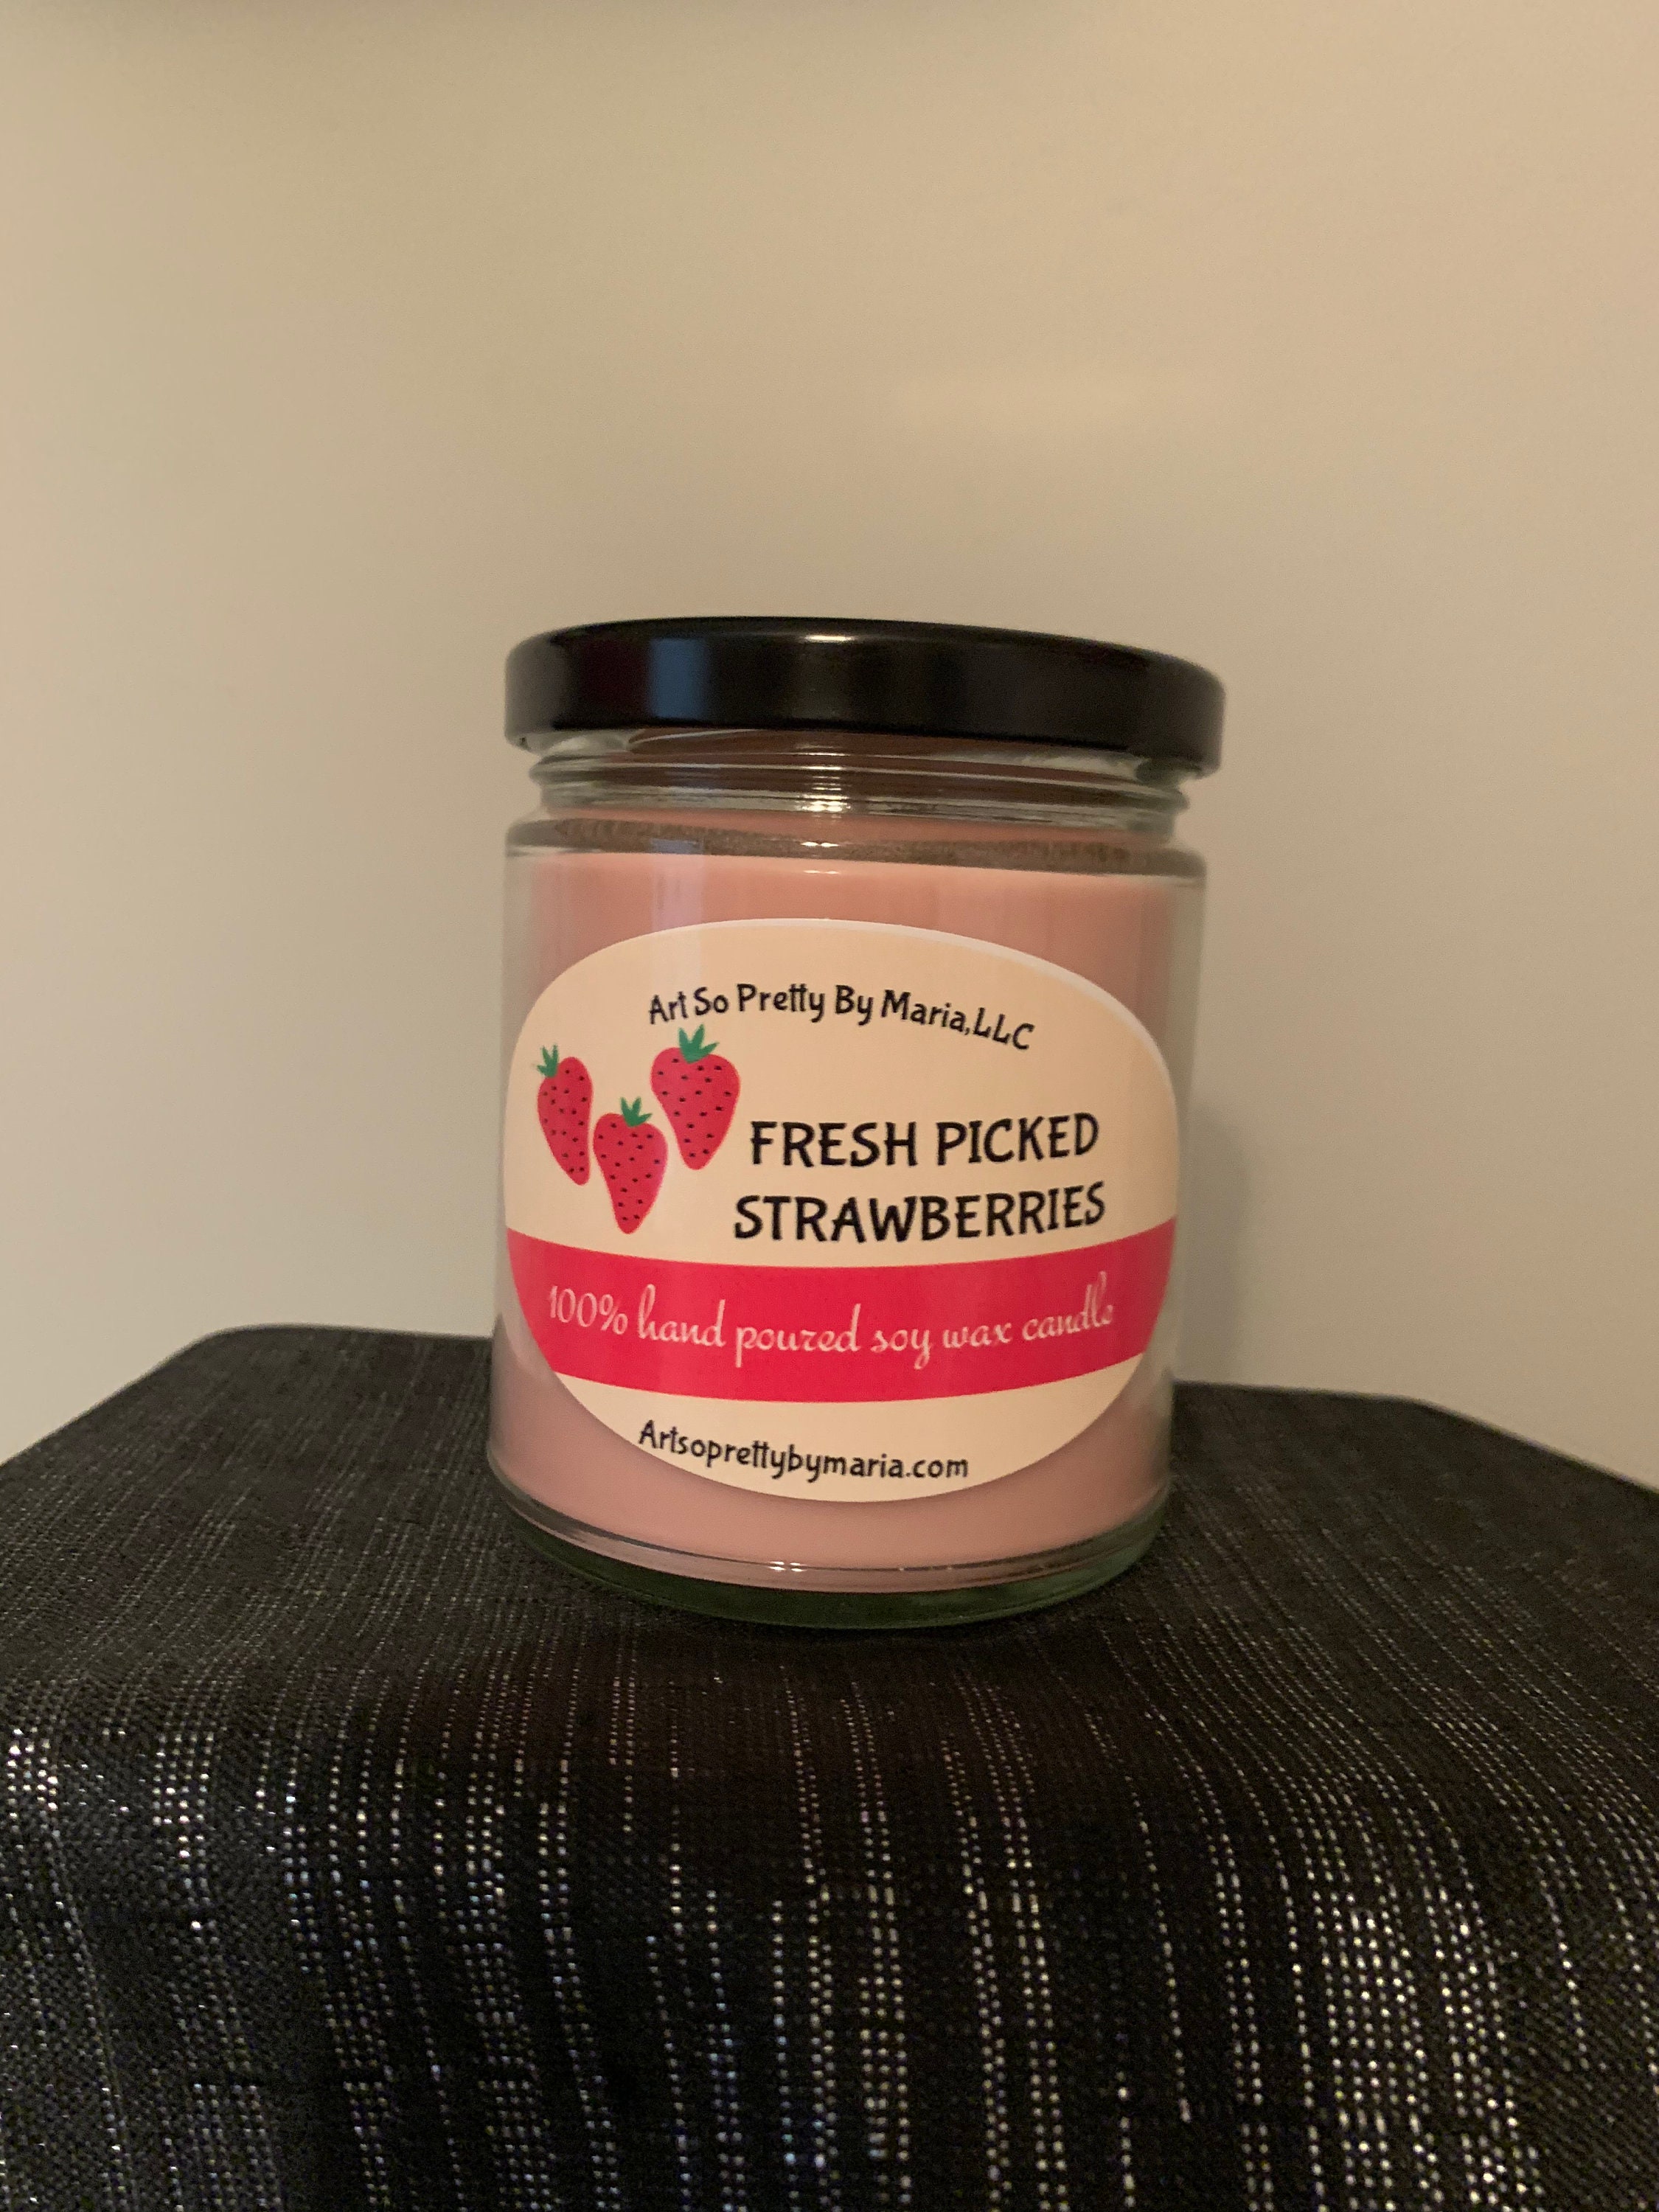 Art So Pretty By Maria,LLC
FRESH PICKED
STRAWBERRIES
100% hand poured soy wax candle
Artsoprettybymaria.com